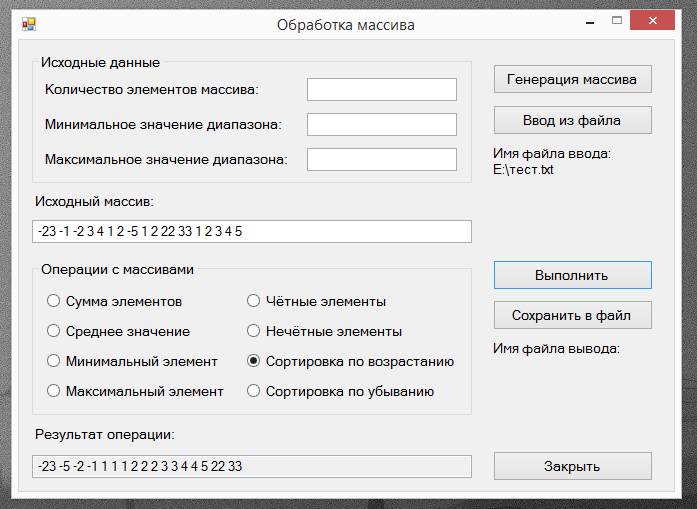 Обработка массива
Исходные данные
Количество элементов массива:
Минимальное значение диапазона:
Максимальное значение диапазона:
Генерация массива
Ввод из файла
Имя файла ввода:
E:\тест.txt
Исходный массив:
-23 -1 -2 3 4 1 2 -5 1 2 22 33 1 2 3 4 5
Операции с массивами
Сумма элементов
Чётные элементы
Среднее значение
Нечётные элементы
Минимальный элемент
Сортировка по возрастанию
Максимальный элемент
Сортировка по убыванию
Выполнить
Сохранить в файл
Имя файла вывода:
Результат операции:
-23 -5 -2 -1 1 1 1 2 2 2 3 3 4 4 5 22 33
Закрыть